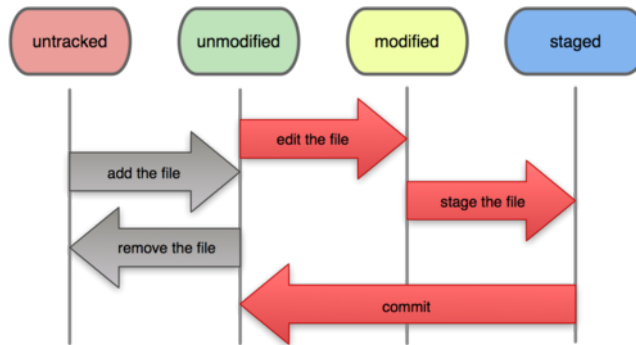 untracked
unmodified
modified
staged
edit the file
add the file
stage the file
remove the file
commit